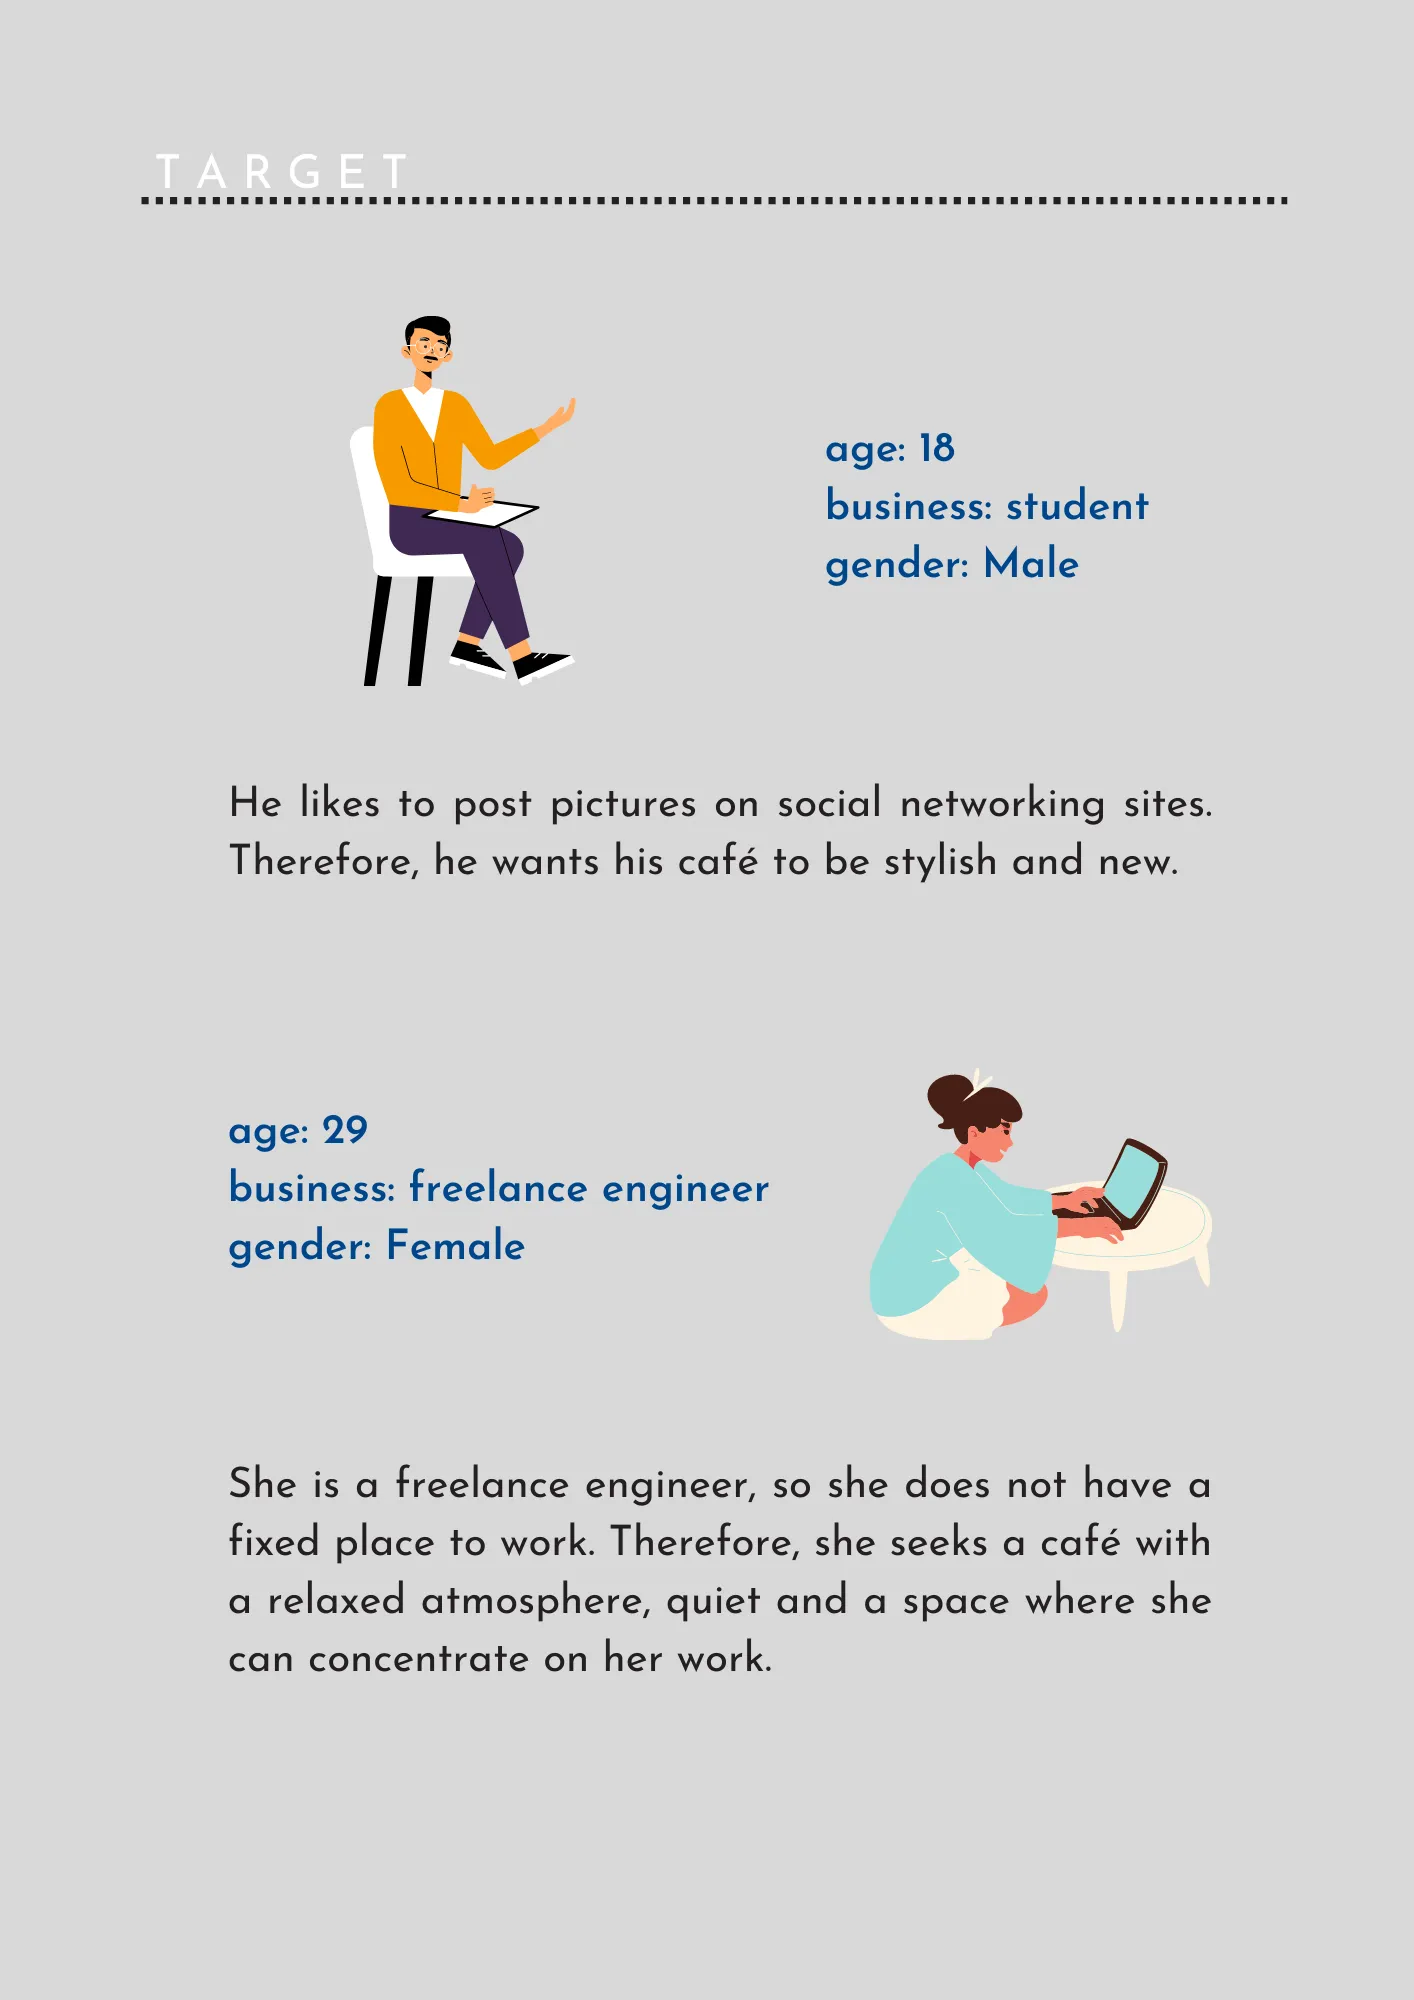 TARGET
age: 18
business: student
gender: Male
He likes to post pictures on social networking sites.
Therefore, he wants his café to be stylish and new.
age: 29
business: freelance engineer
gender: Female
She is a freelance engineer, so she does not have a
fixed place to work. Therefore, she seeks a café with
a relaxed atmosphere, quiet and a space where she
can concentrate on her work.